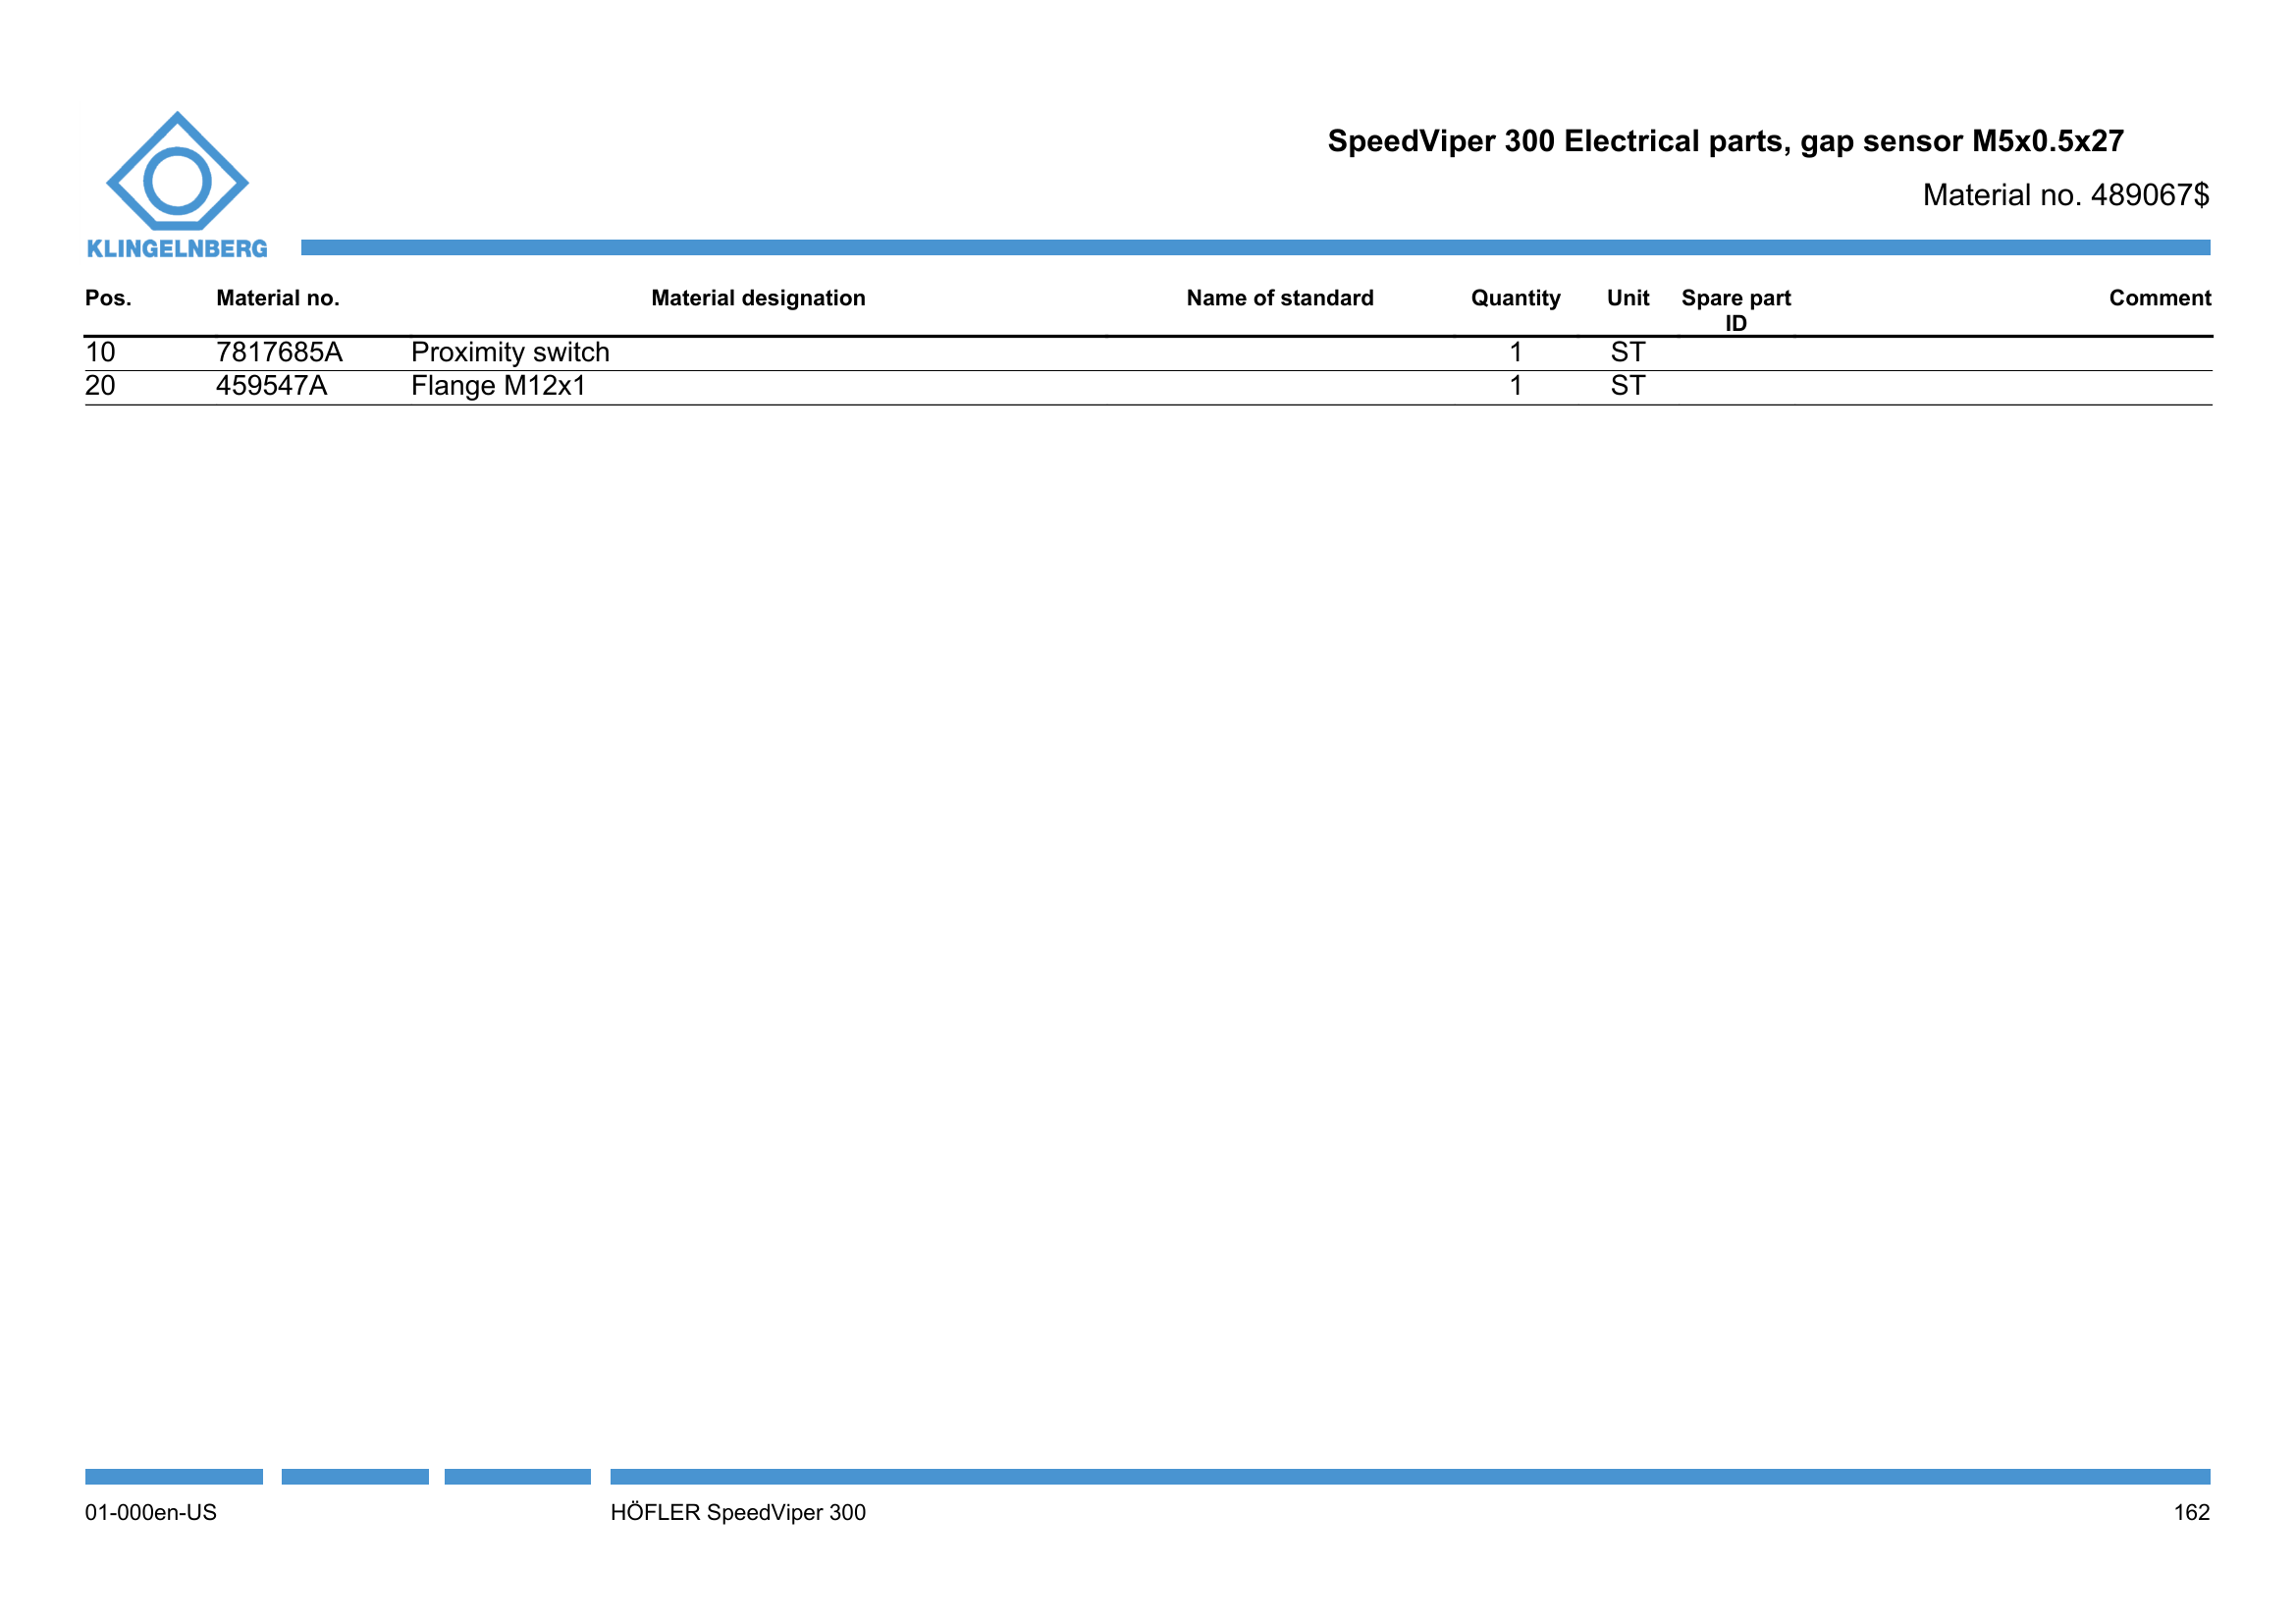 SpeedViper 300 Electrical parts, gap sensor M5x0.5x27
Material no. 489067$
KLINGELNBERG
Pos. Material no. Material designation Name of standard Quantity Unit Spare part ID Comment
10 7817685A Proximity switch 1 ST
20 459547A Flange M12x1 1 ST
01-000en-US HÖFLER SpeedViper 300 162